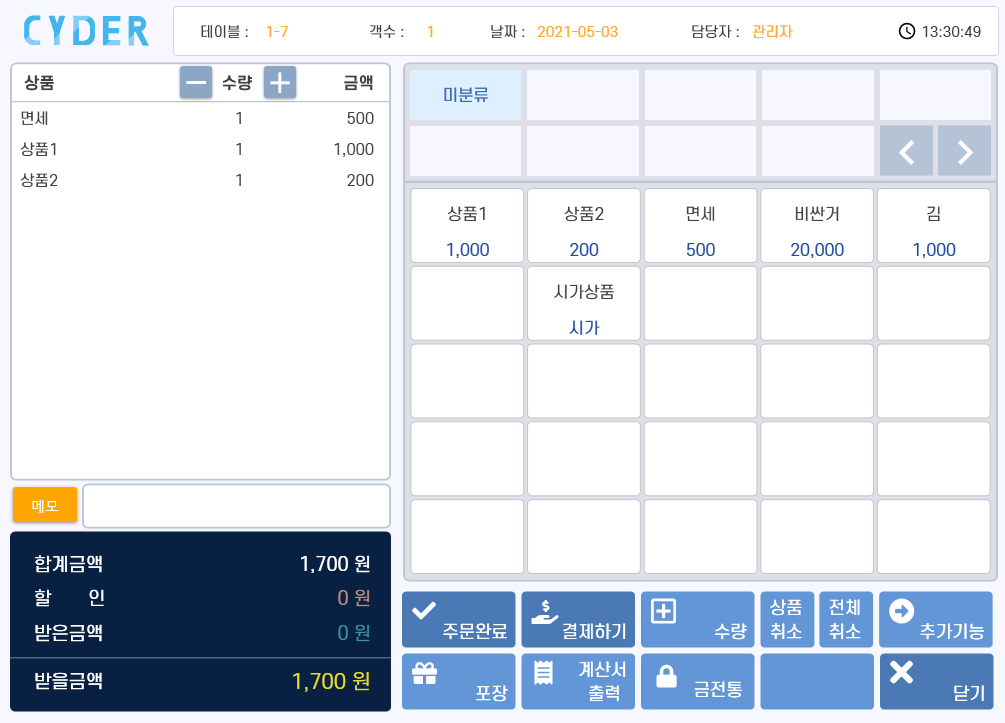 CYDER 테이블 : 1-7 객수 : 1 날짜 : 2021-05-03 담당자 : 관리자 13:30:49
상품 수량 금액
면세 1 500
상품1 1 1,000
상품2 1 200
메모
합계금액 1,700 원
할 인 0 원
받은금액 0 원
받을금액 1,700 원
미분류
상품1 상품2 면세 비싼거 김
1,000 200 500 20,000 1,000
시가상품
시가
주문완료
결제하기
수량
상품
취소
전체
취소
추가기능
포장
계산서
출력
금전통
닫기